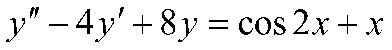 y″ − 4y′ + 8y = cos 2x + x